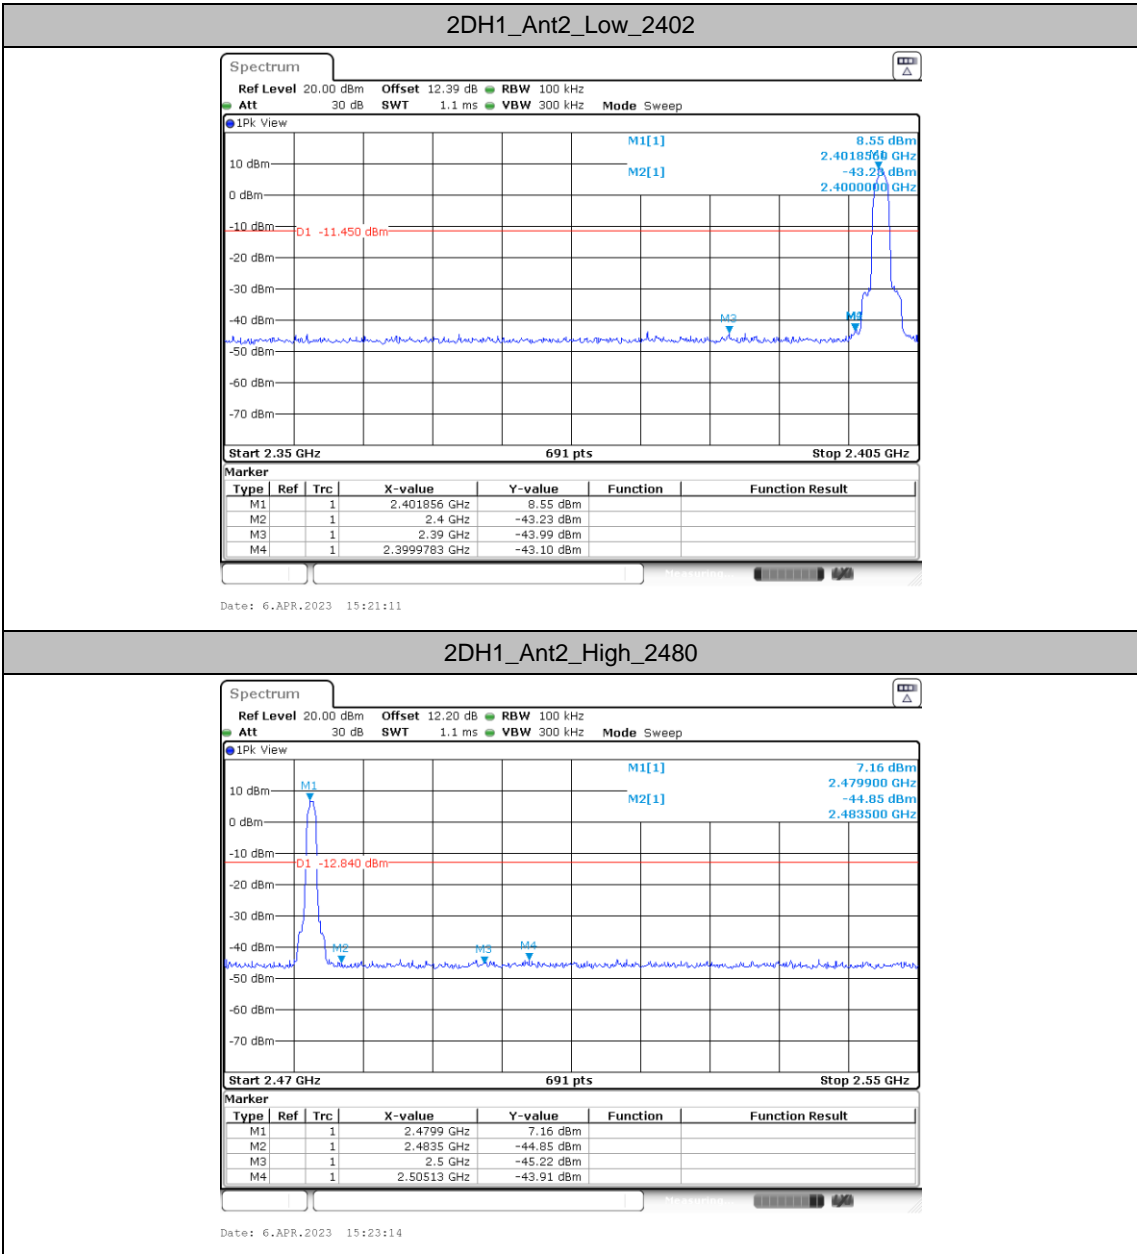 2DH1_Ant2_Low_2402
Spectrum
Ref Level 20.00 dBm Offset 12.39 dB RBW 100 kHz
Att 30 dB SWT 1.1 ms VBW 300 kHz Mode Sweep
1Pk View
M1[1] 8.55 dBm
2.4018560 GHz
M2[1] -43.23 dBm
2.4000000 GHz
M1
10 dBm
0 dBm
-10 dBm
D1 -11.450 dBm
-20 dBm
-30 dBm
-40 dBm
M3
-50 dBm
-60 dBm
-70 dBm
Start 2.35 GHz 691 pts Stop 2.405 GHz
Marker
Type Ref Trc X-value Y-value Function Function Result
M1 1 2.401856 GHz 8.55 dBm
M2 1 2.4 GHz -43.23 dBm
M3 1 2.39 GHz -43.99 dBm
M4 1 2.3999783 GHz -43.10 dBm
Measuring...
Date: 6.APR.2023 15:21:11
2DH1_Ant2_High_2480
Spectrum
Ref Level 20.00 dBm Offset 12.20 dB RBW 100 kHz
Att 30 dB SWT 1.1 ms VBW 300 kHz Mode Sweep
1Pk View
M1[1] 7.16 dBm
2.479900 GHz
M2[1] -44.85 dBm
2.483500 GHz
M1
10 dBm
0 dBm
-10 dBm
D1 -12.840 dBm
-20 dBm
-30 dBm
-40 dBm
M2 M3 M4
-50 dBm
-60 dBm
-70 dBm
Start 2.47 GHz 691 pts Stop 2.55 GHz
Marker
Type Ref Trc X-value Y-value Function Function Result
M1 1 2.4799 GHz 7.16 dBm
M2 1 2.4835 GHz -44.85 dBm
M3 1 2.5 GHz -45.22 dBm
M4 1 2.50513 GHz -43.91 dBm
Measuring...
Date: 6.APR.2023 15:23:14